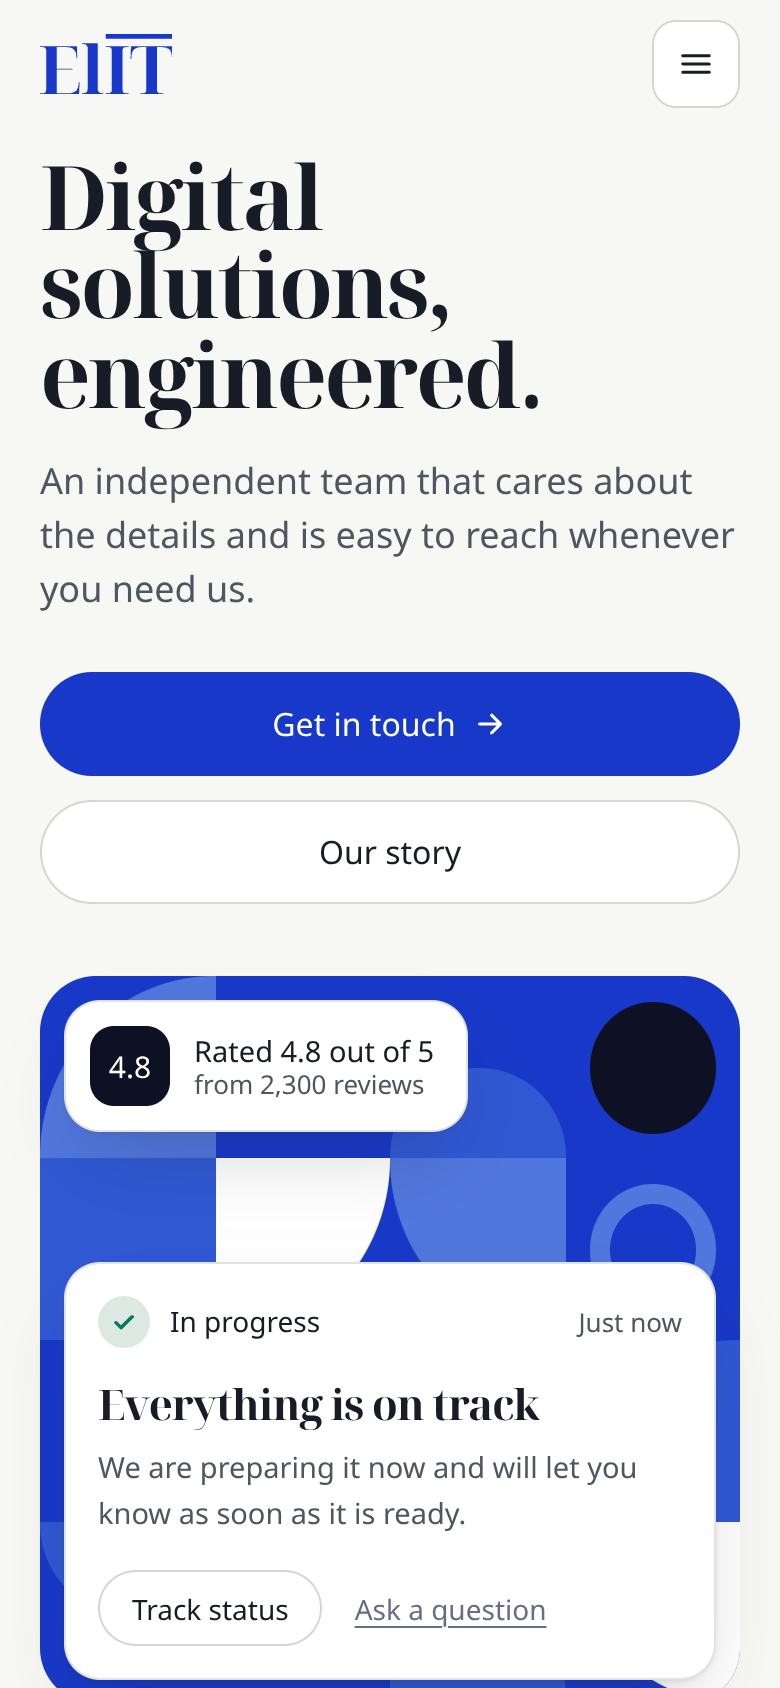 ElIT
Digital
solutions,
engineered.
An independent team that cares about
the details and is easy to reach whenever
you need us.
Get in touch →
Our story
4.8
Rated 4.8 out of 5
from 2,300 reviews
In progress
Just now
Everything is on track
We are preparing it now and will let you
know as soon as it is ready.
Track status
Ask a question